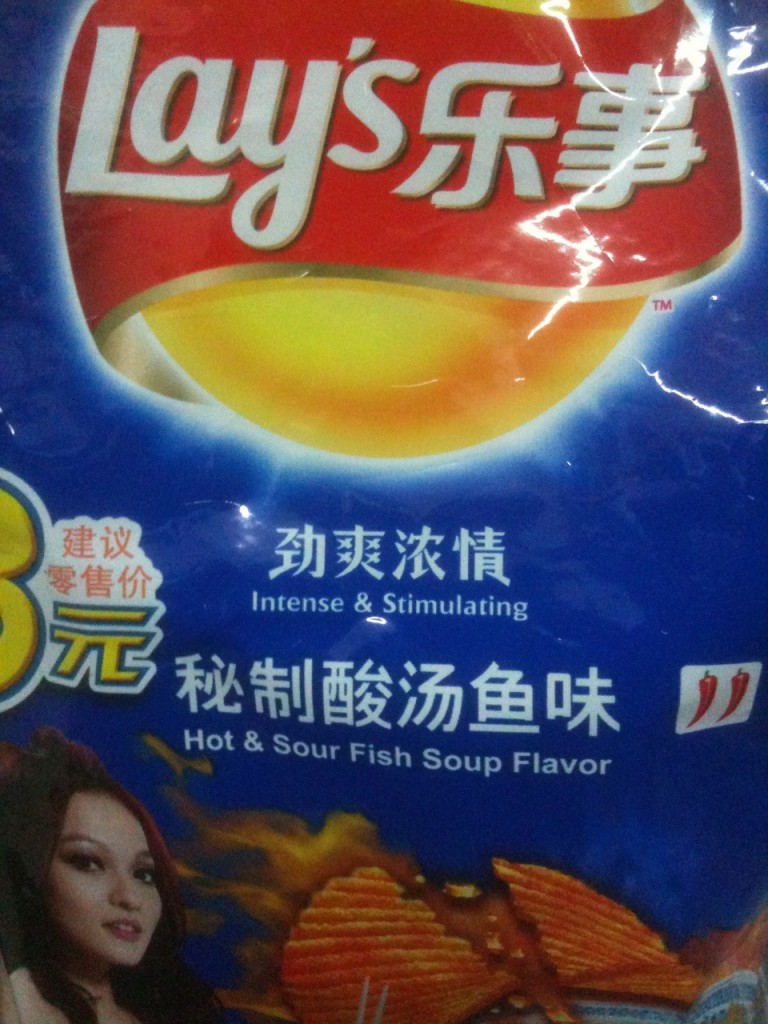 Lay's乐事
TM
劲爽浓情
Intense & Stimulating
建议
零售价
元
秘制酸汤鱼味
Hot & Sour Fish Soup Flavor